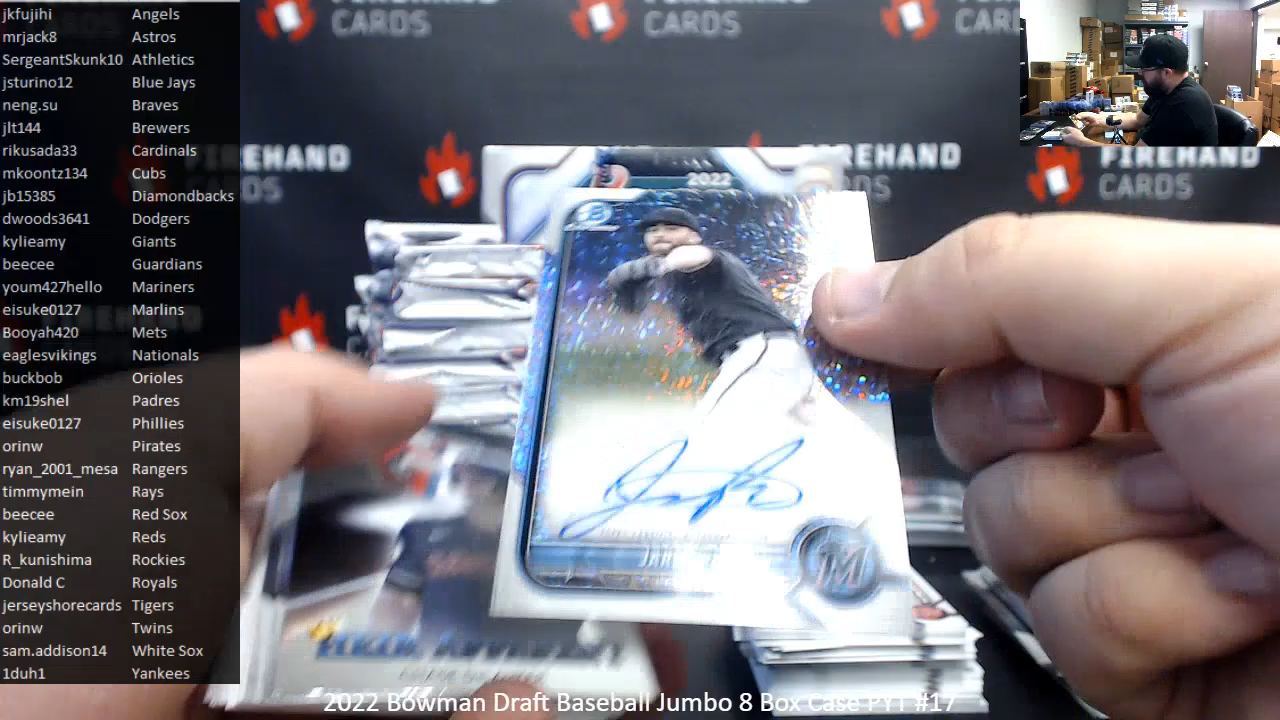 jkfujihi Angels
mrjack8 Astros
SergeantSkunk10 Athletics
jsturino12 Blue Jays
neng.su Braves
jlt144 Brewers
rikusada33 Cardinals
mkoontz134 Cubs
jb15385 Diamondbacks
dwoods3641 Dodgers
kylieamy Giants
beecee Guardians
youm427hello Mariners
eisuke0127 Marlins
Booyah420 Mets
eaglesvikings Nationals
buckbob Orioles
km19shel Padres
eisuke0127 Phillies
orinw Pirates
ryan_2001_mesa Rangers
timmymein Rays
beecee Red Sox
kylieamy Reds
R_kunishima Rockies
Donald C Royals
jerseyshorecards Tigers
orinw Twins
sam.addison14 White Sox
1duh1 Yankees
CARDS
CARDS
CARDS
FIREHAND
CARDS
FIREHAND
CARDS
2022
M
2022 Bowman Draft Baseball Jumbo 8 Box Case PYT #17